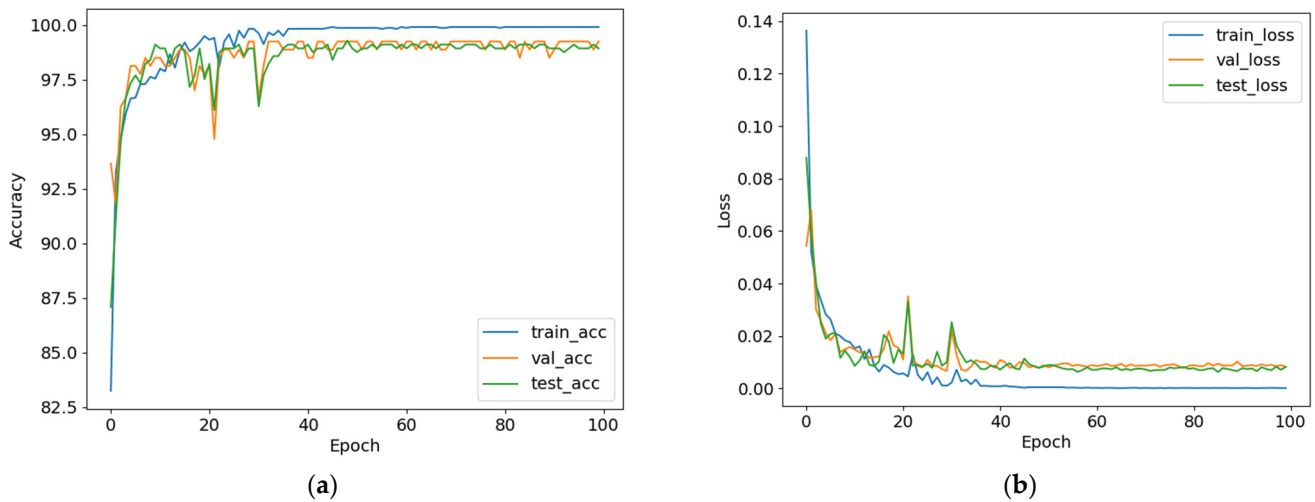 100.0
97.5
95.0
92.5
90.0
87.5
85.0
82.5
Accuracy
0 20 40 60 80 100
Epoch
train_acc
val_acc
test_acc
(a)
0.14
0.12
0.10
0.08
0.06
0.04
0.02
0.00
Loss
0 20 40 60 80 100
Epoch
train_loss
val_loss
test_loss
(b)